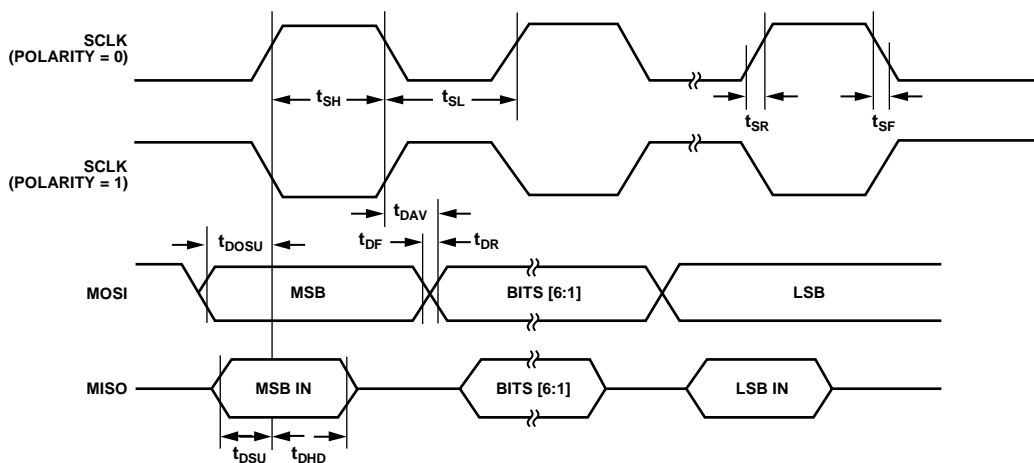 SCLK
(POLARITY = 0)
tSH
tSL
tSR
tSF
SCLK
(POLARITY = 1)
tDAV
tDOSU
tDF
tDR
MOSI
MSB
BITS [6:1]
LSB
MISO
MSB IN
BITS [6:1]
LSB IN
tDSU
tDHD